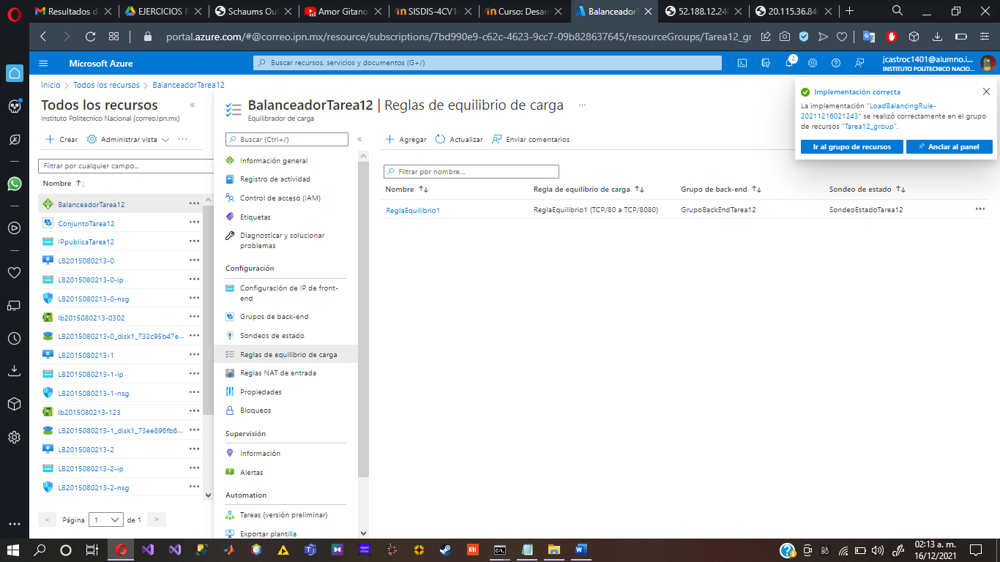 Resultados d
EJERCICIOS R
Schaums Out
Amor Gitano
SISDIS-4CV14
Curso: Desar
BalanceadorT
52.188.12.240
20.115.36.84
portal.azure.com/#@correo.ipn.mx/resource/subscriptions/7bd990e9-c62c-4623-9cc7-09b828637645/resourceGroups/Tarea12_gr
Microsoft Azure
Buscar recursos, servicios y documentos (G+/)
2
jcastroc1401@alumno.i...
INSTITUTO POLITECNICO NACIO...
Inicio > Todos los recursos > BalanceadorTarea12
Todos los recursos
Instituto Politecnico Nacional (correo.ipn.mx)
Crear
Administrar vista
Filtrar por cualquier campo...
Nombre
BalanceadorTarea12
ConjuntoTarea12
IPpublicaTarea12
LB2015080213-0
LB2015080213-0-ip
LB2015080213-0-nsg
lb2015080213-0302
LB2015080213-0_disk1_732c95b47e...
LB2015080213-1
LB2015080213-1-ip
LB2015080213-1-nsg
lb2015080213-123
LB2015080213-1_disk1_73ee896fb6...
LB2015080213-2
LB2015080213-2-ip
LB2015080213-2-nsg
< Página 1 de 1 >
BalanceadorTarea12 | Reglas de equilibrio de carga ...
Equilibrador de carga
Buscar (Ctrl+/)
Información general
Registro de actividad
Control de acceso (IAM)
Etiquetas
Diagnosticar y solucionar
problemas
Configuración
Configuración de IP de front-
end
Grupos de back-end
Sondeos de estado
Reglas de equilibrio de carga
Reglas NAT de entrada
Propiedades
Bloqueos
Supervisión
Información
Alertas
Automation
Tareas (versión preliminar)
Exportar plantilla
Agregar
Actualizar
Enviar comentarios
Filtrar por nombre...
Nombre
Regla de equilibrio de carga
Grupo de back-end
Sondeo de estado
ReglaEquilibrio1
ReglaEquilibrio1 (TCP/80 a TCP/8080)
GrupoBackEndTarea12
SondeoEstadoTarea12
Implementación correcta
La implementación "LoadBalancingRule-
20211216021243" se realizó correctamente en el grupo
de recursos "Tarea12_group".
Ir al grupo de recursos
Anclar al panel
02:13 a. m.
16/12/2021